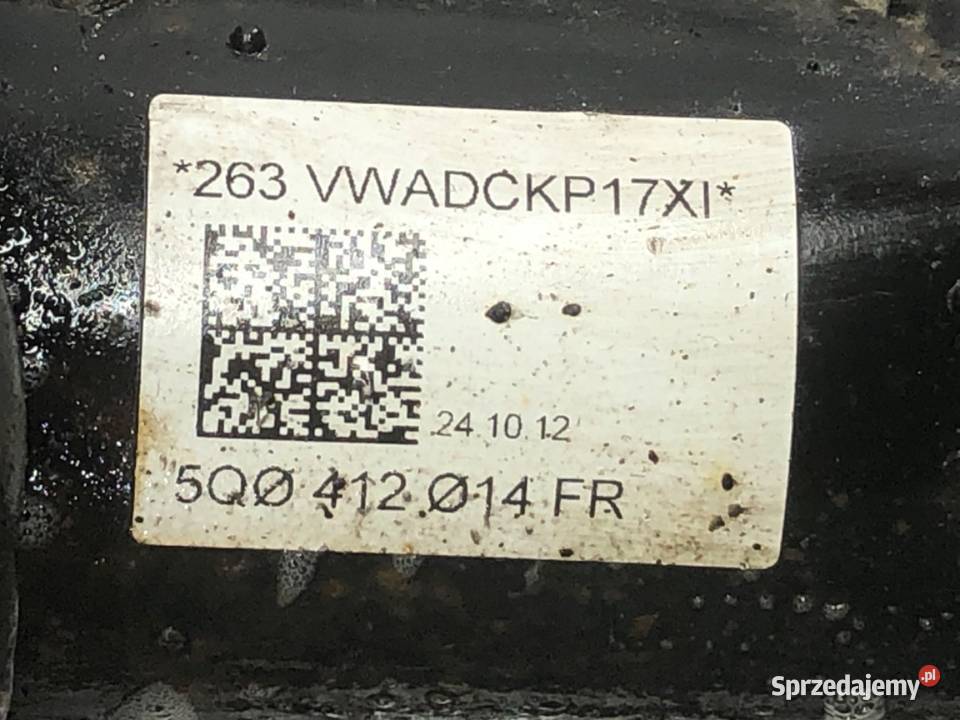 *263 VWADCKP17XI*
24 10 12
5QØ 412 Ø14 FR
Sprzedajemy.pl